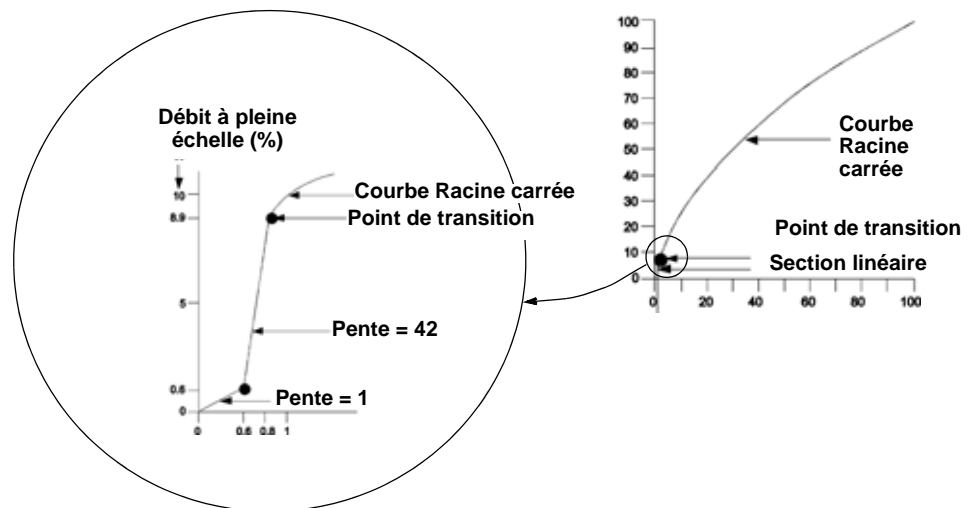 Débit à pleine
échelle (%)
10
8.9
5
0.6
0
0 0.6 0.8 1
Courbe Racine carrée
Point de transition
Pente = 42
Pente = 1
100
90
80
70
60
50
40
30
20
10
0
0 20 40 60 80 100
Courbe
Racine
carrée
Point de transition
Section linéaire